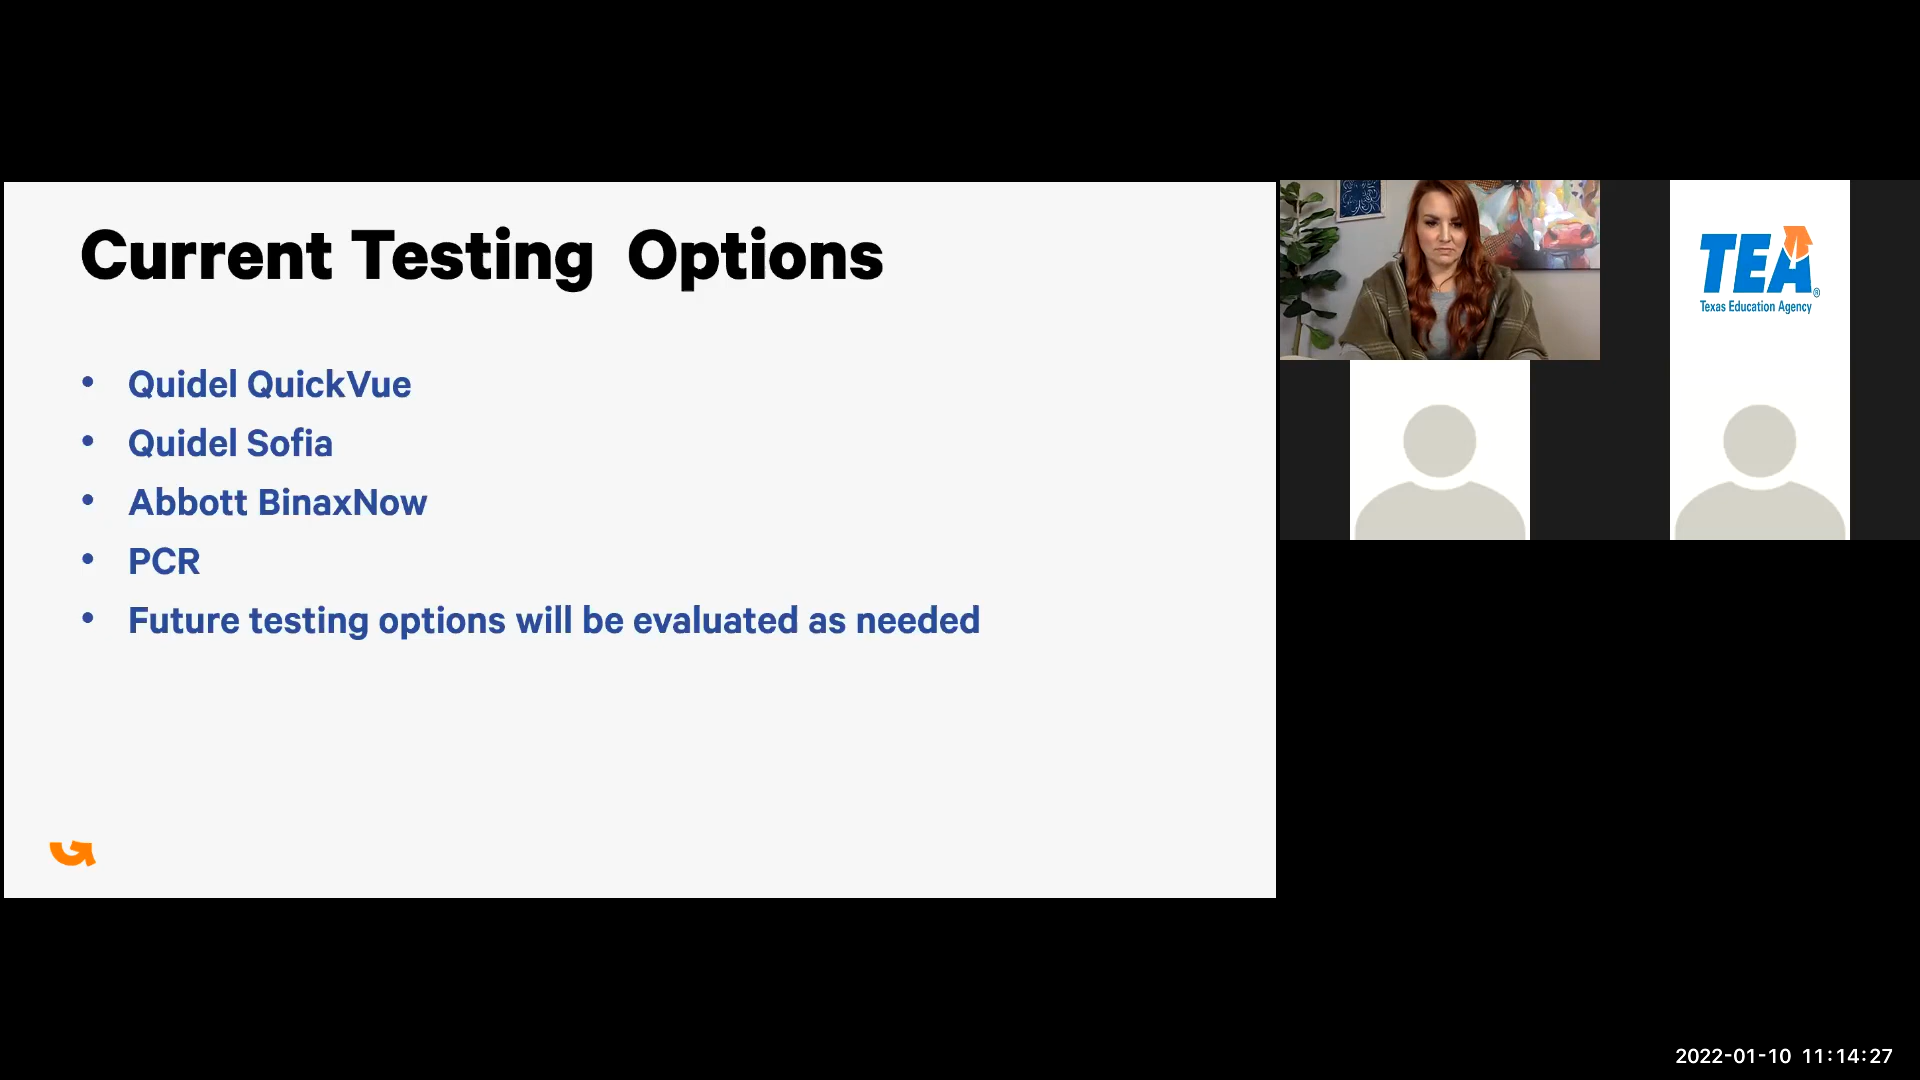 Current Testing  Options
• Quidel QuickVue
• Quidel Sofia
• Abbott BinaxNow
• PCR
• Future testing options will be evaluated as needed
TEA®
Texas Education Agency
2022-01-10 11:14:27